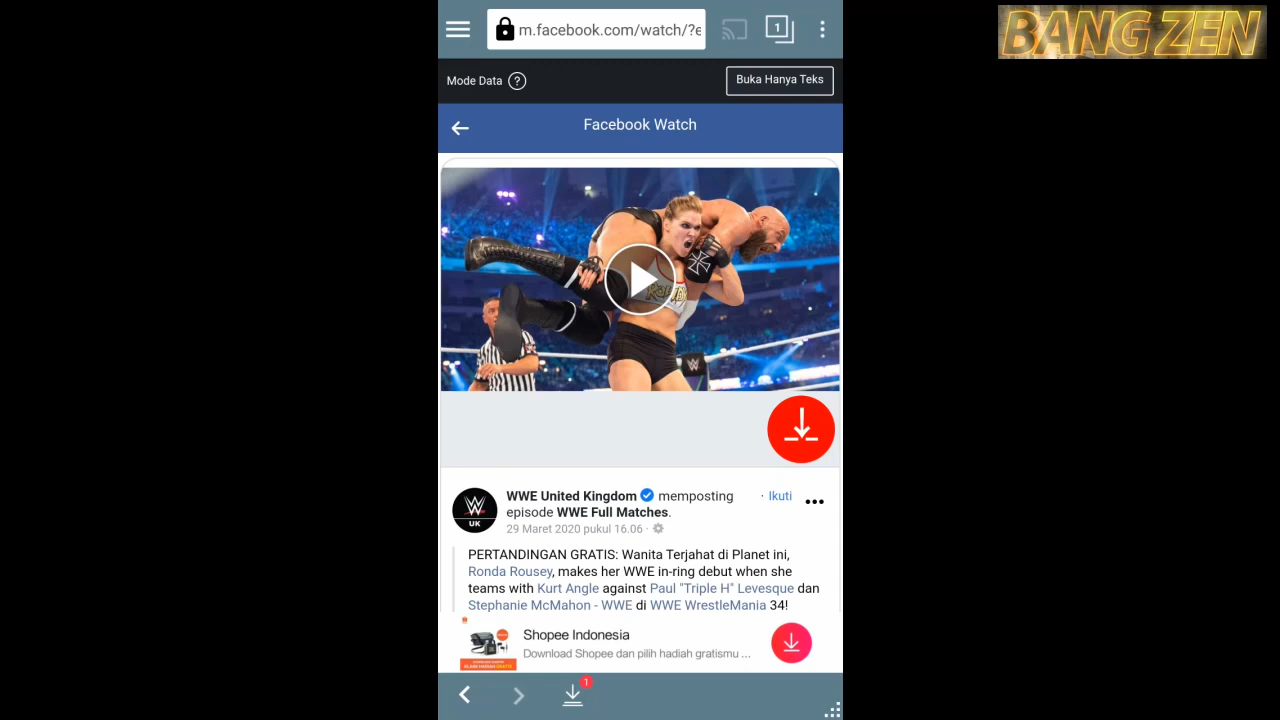 BANG ZEN
m.facebook.com/watch/?e
1
Mode Data ?
Buka Hanya Teks
Facebook Watch
WWE United Kingdom memposting
episode WWE Full Matches.
· Ikuti
29 Maret 2020 pukul 16.06 ·
UK
PERTANDINGAN GRATIS: Wanita Terjahat di Planet ini,
Ronda Rousey, makes her WWE in-ring debut when she
teams with Kurt Angle against Paul "Triple H" Levesque dan
Stephanie McMahon - WWE di WWE WrestleMania 34!
Shopee Indonesia
Download Shopee dan pilih hadiah gratismu ...
1